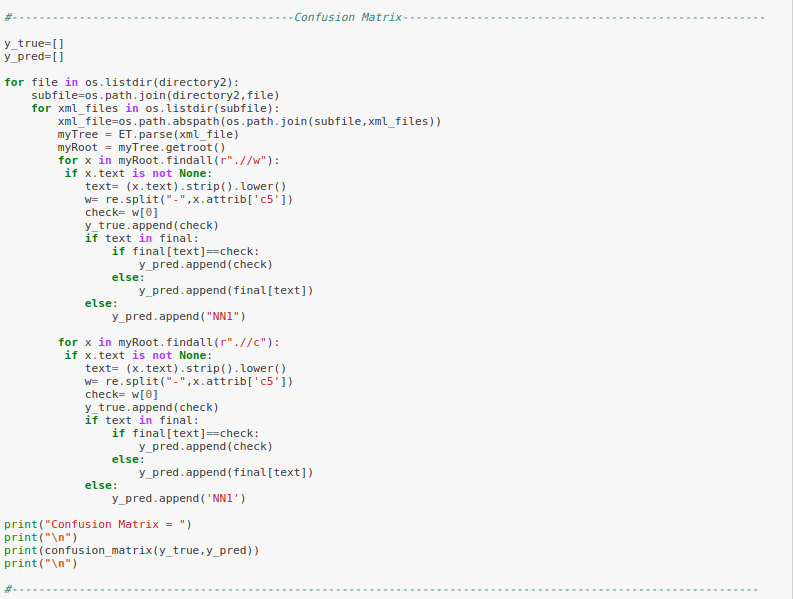 #------------------------------------------Confusion Matrix------------------------------------------------------
y_true=[]
y_pred=[]
for file in os.listdir(directory2):
    subfile=os.path.join(directory2,file)
    for xml_files in os.listdir(subfile):
        xml_file=os.path.abspath(os.path.join(subfile,xml_files))
        myTree = ET.parse(xml_file)
        myRoot = myTree.getroot()
        for x in myRoot.findall(r".//w"):
         if x.text is not None:
            text= (x.text).strip().lower()
            w= re.split("-",x.attrib['c5'])
            check= w[0]
            y_true.append(check)
            if text in final:
                if final[text]==check:
                    y_pred.append(check)
                else:
                    y_pred.append(final[text])
            else:
                y_pred.append("NN1")
        for x in myRoot.findall(r".//c"):
         if x.text is not None:
            text= (x.text).strip().lower()
            w= re.split("-",x.attrib['c5'])
            check= w[0]
            y_true.append(check)
            if text in final:
                if final[text]==check:
                    y_pred.append(check)
                else:
                    y_pred.append(final[text])
            else:
                y_pred.append('NN1')
print("Confusion Matrix = ")
print("\n")
print(confusion_matrix(y_true,y_pred))
print("\n")
#---------------------------------------------------------------------------------------------------------------